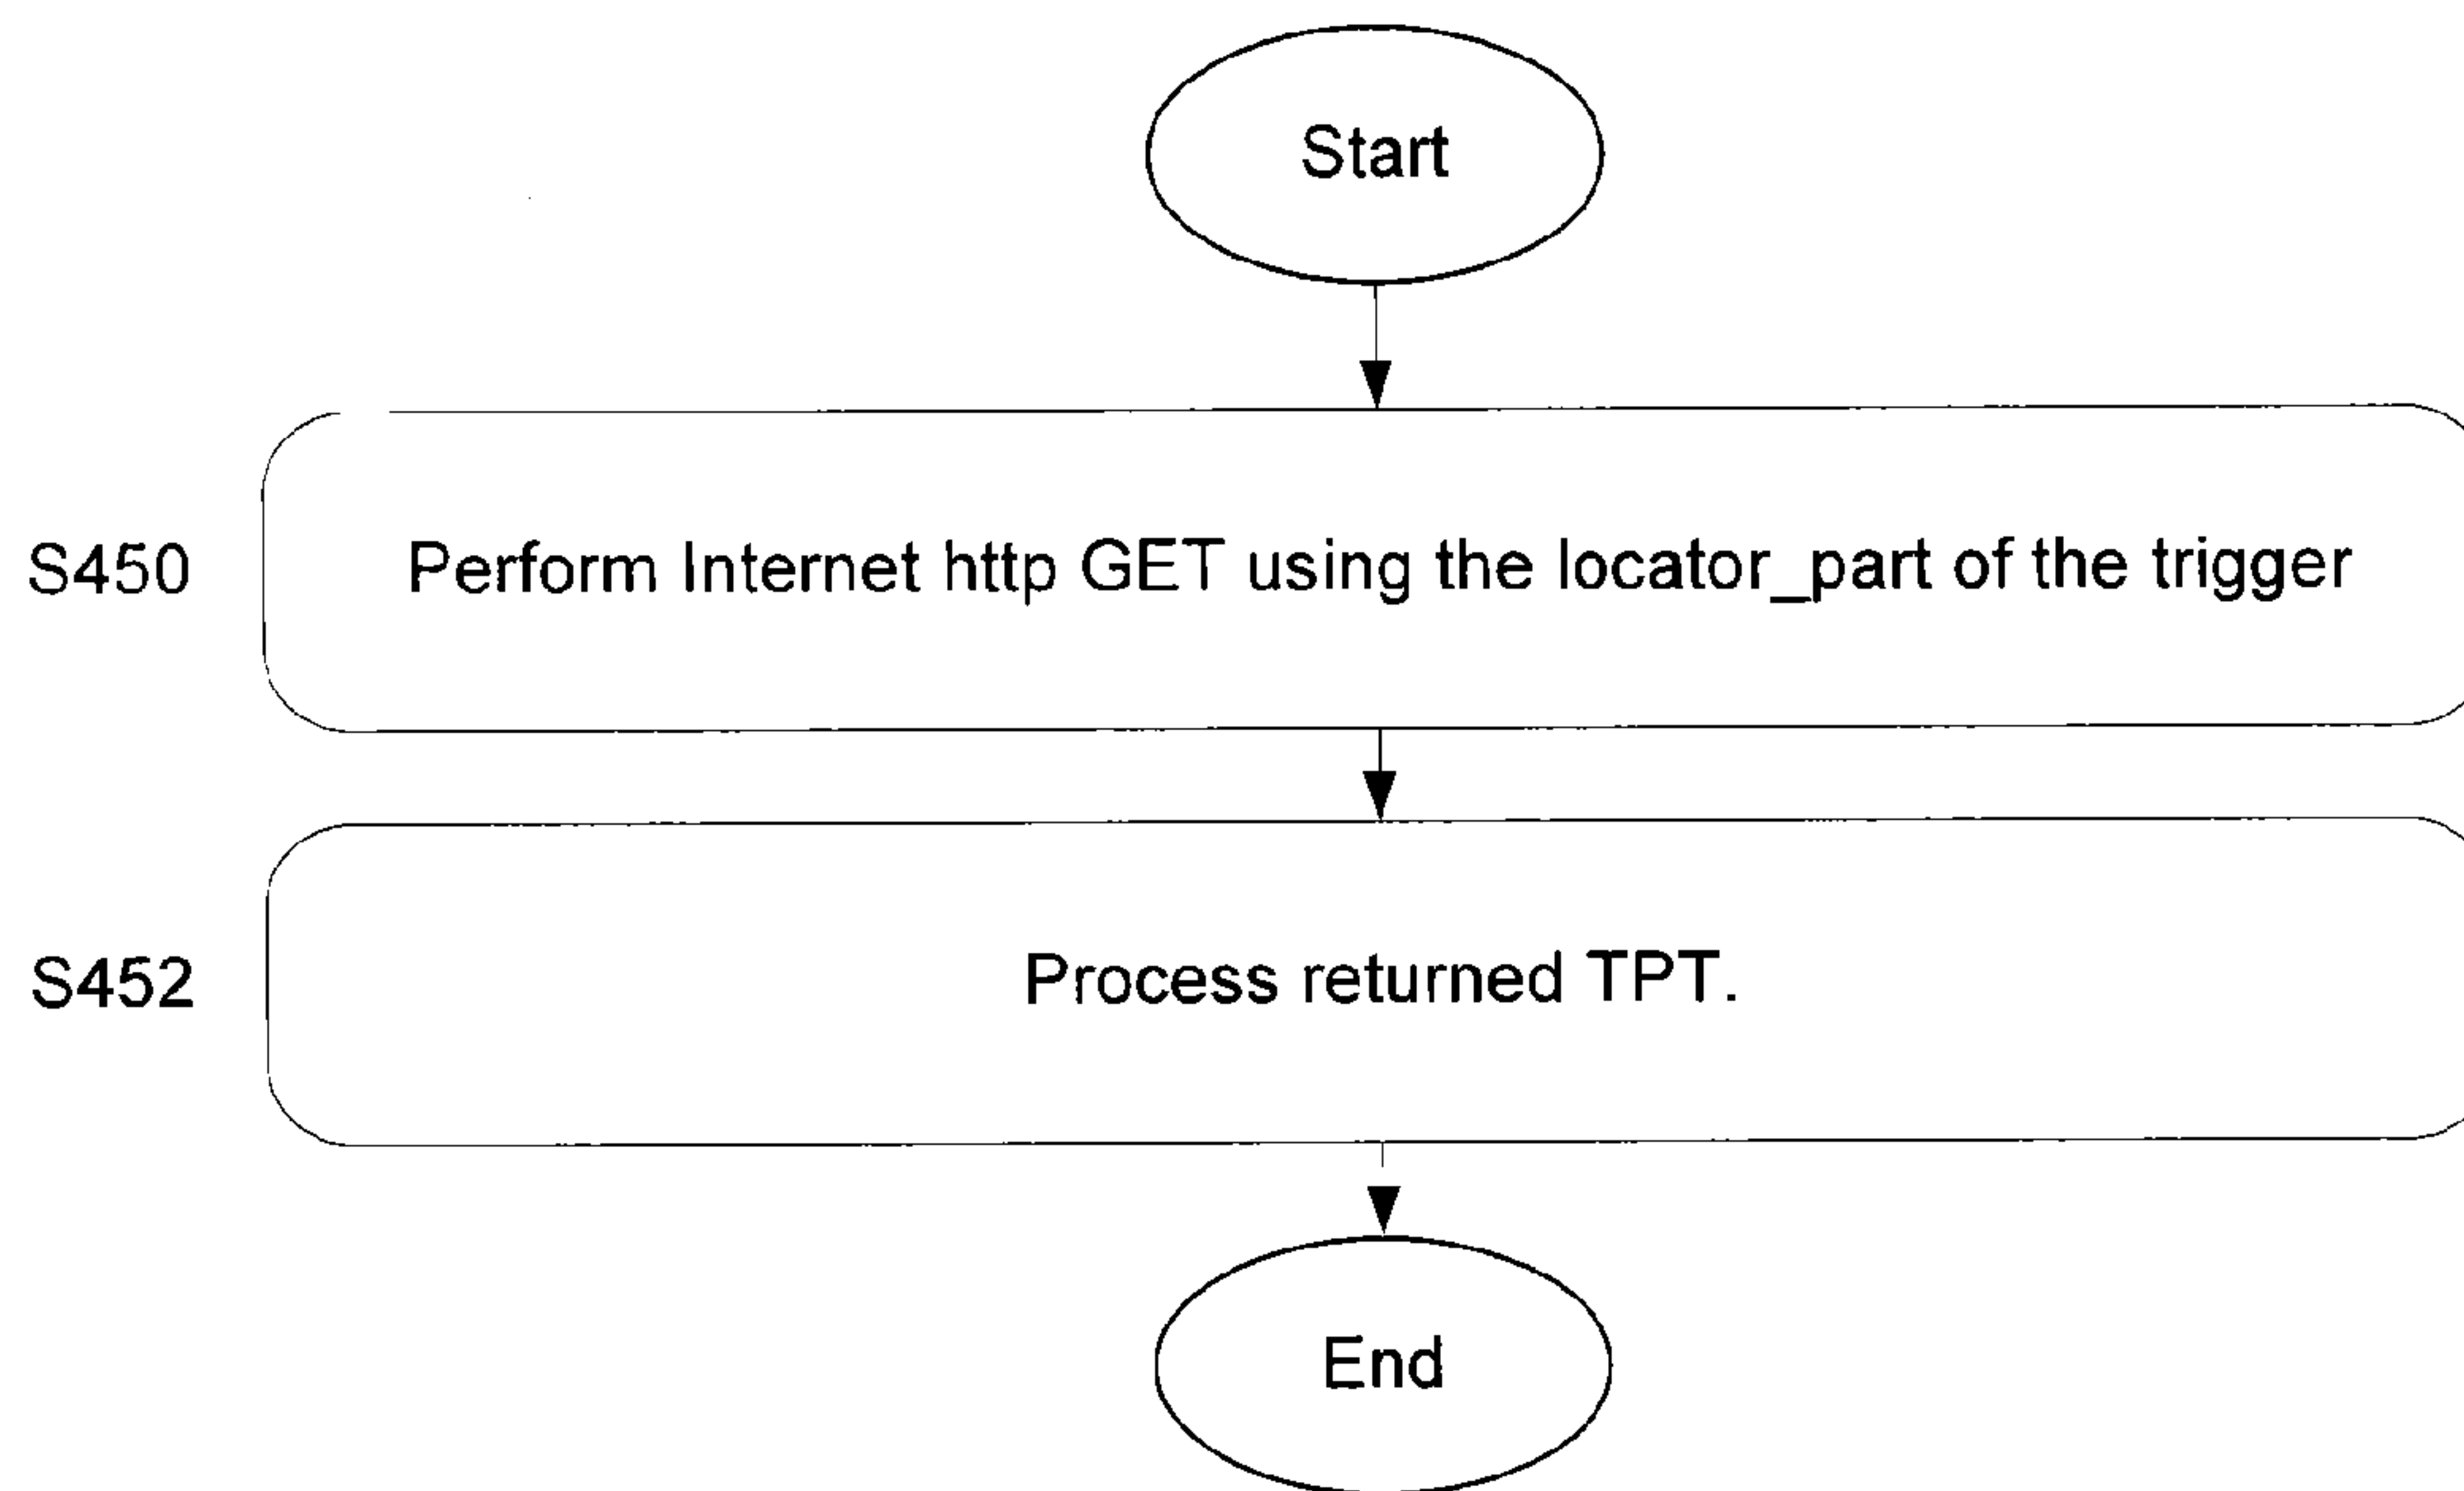 Start
S450
Perform Internet http GET using the locator_part of the trigger
S452
Process returned TPT.
End